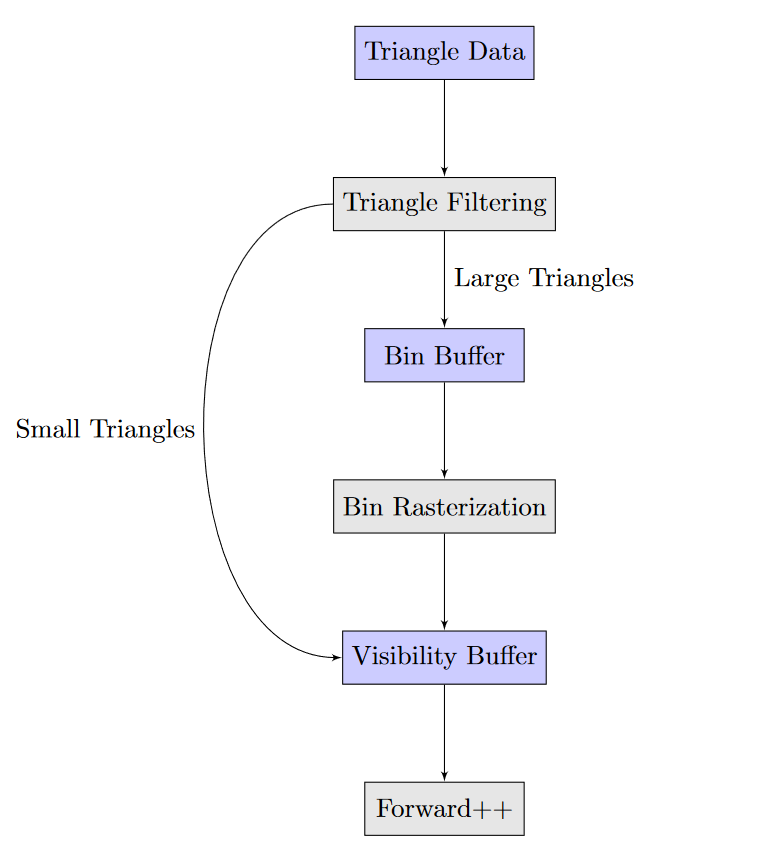 Triangle Data
Triangle Filtering
Large Triangles
Bin Buffer
Small Triangles
Bin Rasterization
Visibility Buffer
Forward++